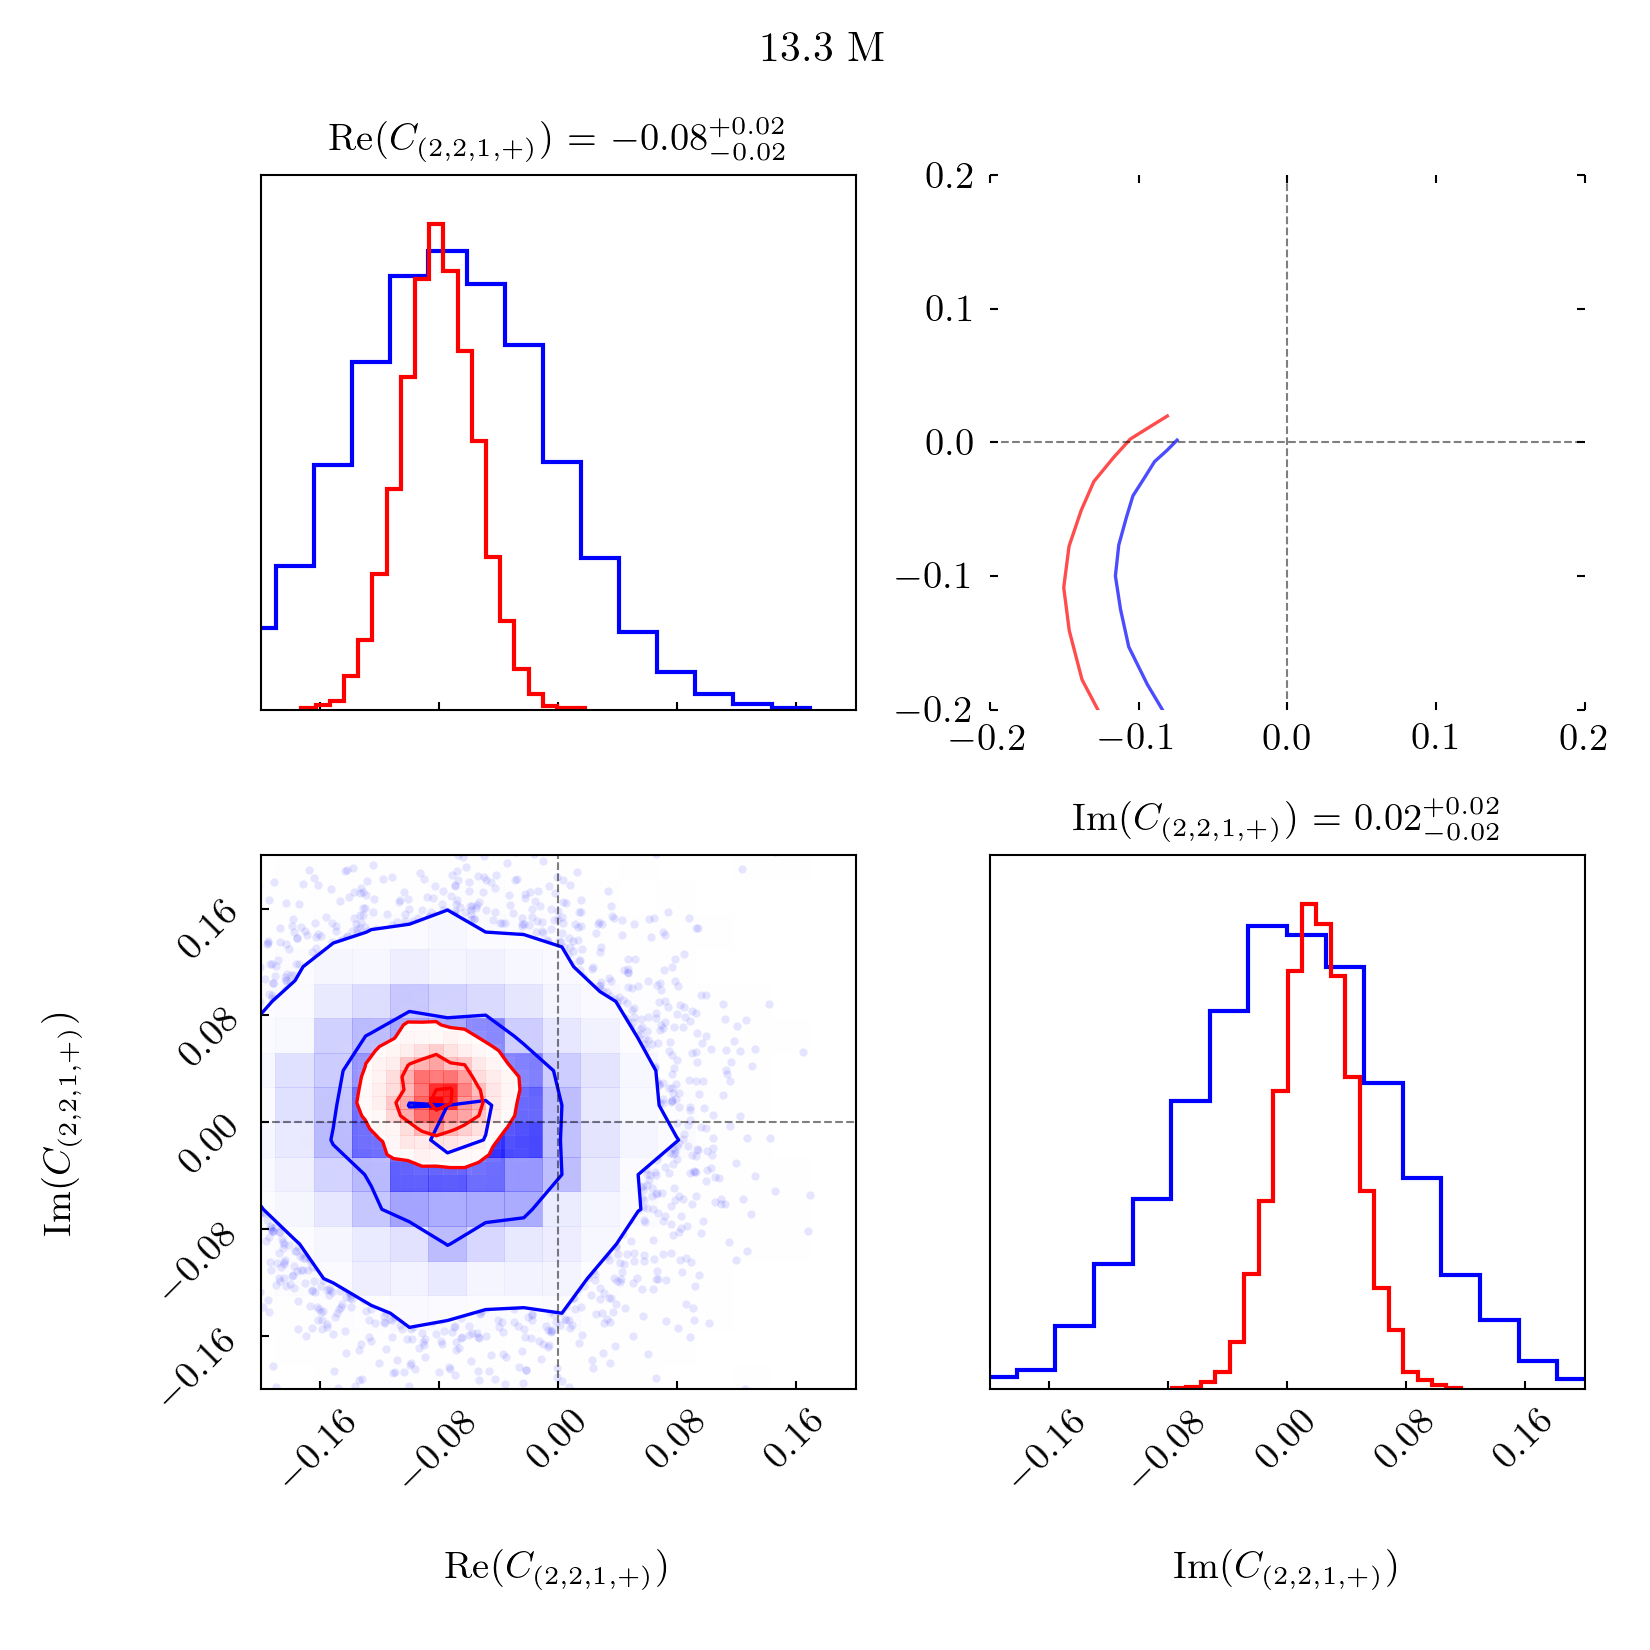 13.3 M
Re(C₍₂,₂,₁,₊₎) = −0.08 +0.02 −0.02
0.2
0.1
0.0
−0.1
−0.2
−0.2 −0.1 0.0 0.1 0.2
Im(C₍₂,₂,₁,₊₎) = 0.02 +0.02 −0.02
Im(C₍₂,₂,₁,₊₎)
0.16
0.08
0.00
−0.08
−0.16
−0.16 −0.08 0.00 0.08 0.16
−0.16 −0.08 0.00 0.08 0.16
Re(C₍₂,₂,₁,₊₎)
Im(C₍₂,₂,₁,₊₎)